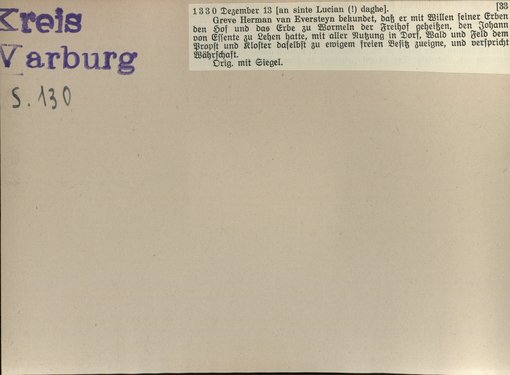 Kreis
Warburg
S. 130
1330 Dezember 13 [an sinte Lucian (!) daghe]. [33
Greve Herman van Eversteyn bekundet, daß er mit Willen seiner Erben
den Hof und das Erbe zu Wormeln der Freihof geheißen, den Johann
von Essente zu Lehen hatte, mit aller Nutzung in Dorf, Wald und Feld dem
Propst und Kloster daselbst zu ewigem freien Besitz zueigne, und verspricht
Währschaft.
Orig. mit Siegel.